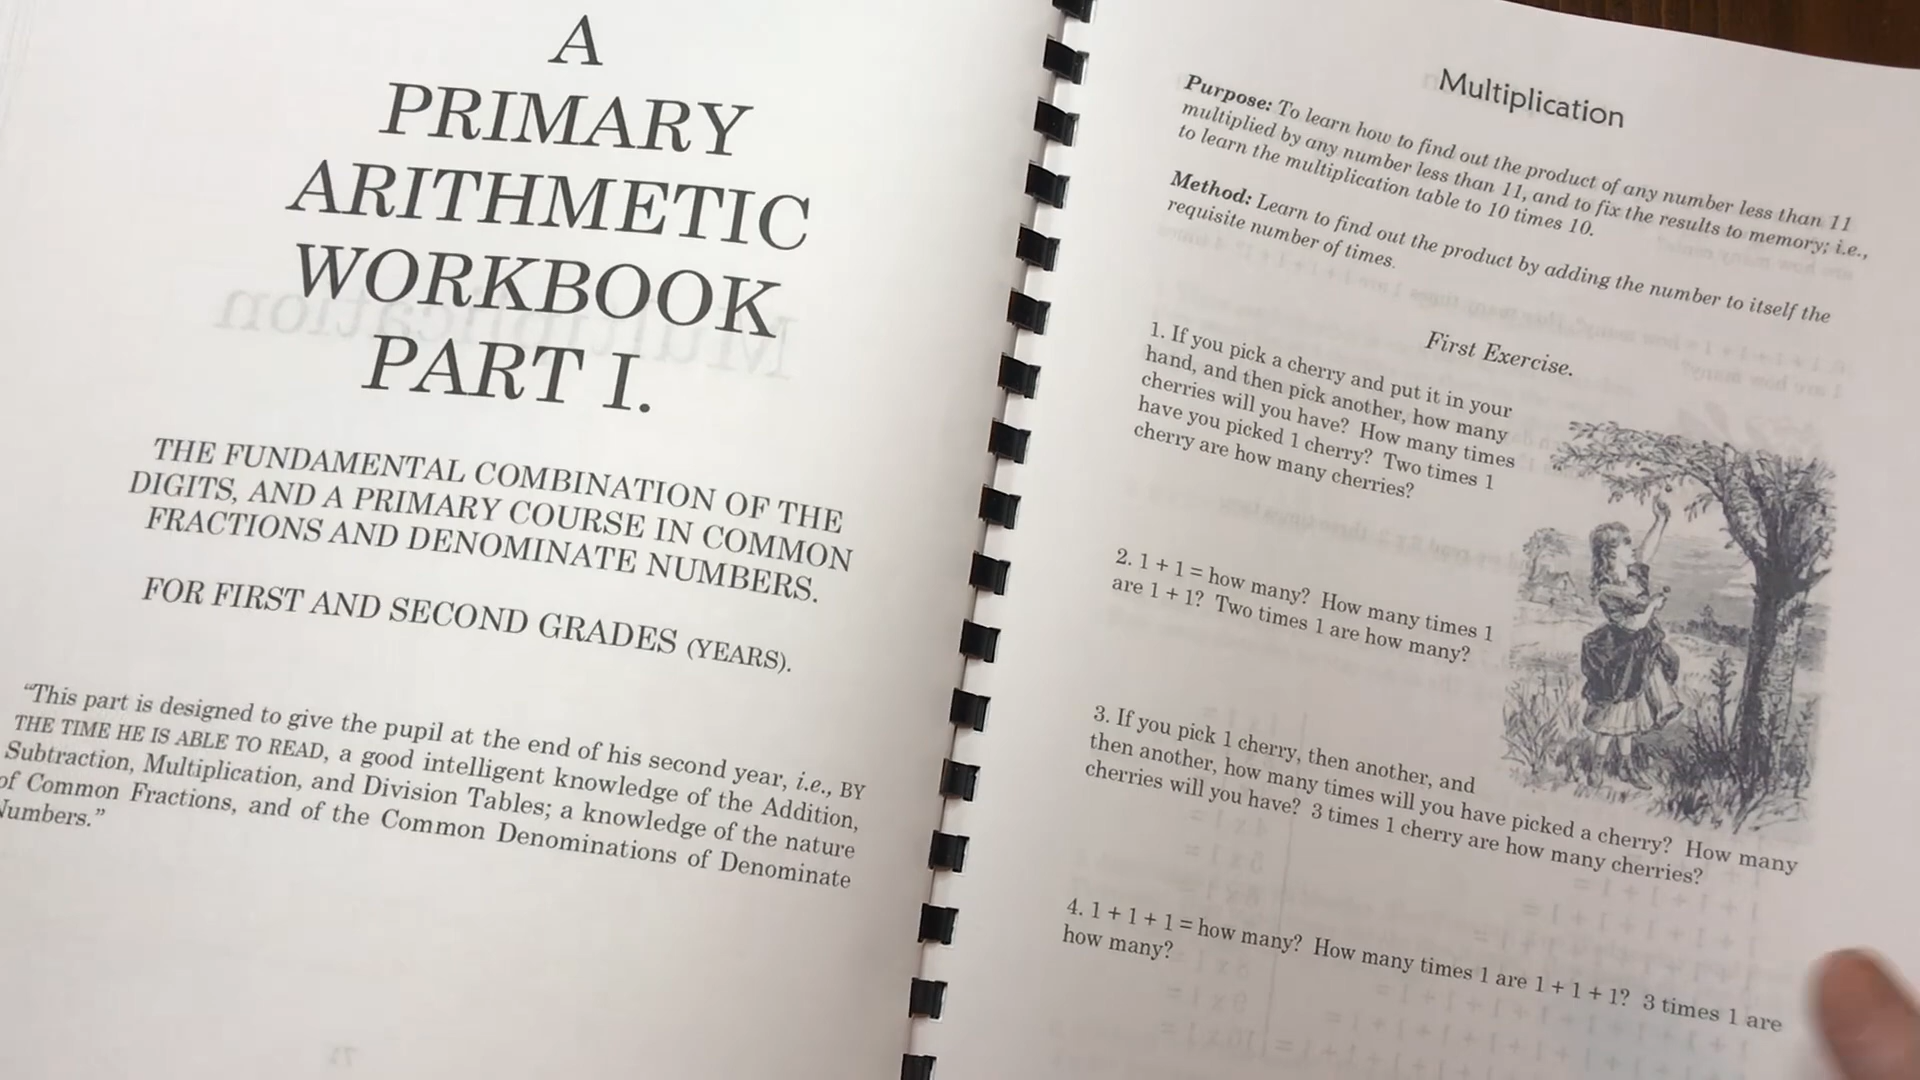 A
PRIMARY
ARITHMETIC
WORKBOOK
PART I.
THE FUNDAMENTAL COMBINATION OF THE
DIGITS, AND A PRIMARY COURSE IN COMMON
FRACTIONS AND DENOMINATE NUMBERS.
FOR FIRST AND SECOND GRADES (YEARS).
“This part is designed to give the pupil at the end of his second year, i.e., BY
THE TIME HE IS ABLE TO READ, a good intelligent knowledge of the Addition,
Subtraction, Multiplication, and Division Tables; a knowledge of the nature
of Common Fractions, and of the Common Denominations of Denominate
Numbers.”
Multiplication
Purpose: To learn how to find out the product of any number less than 11
multiplied by any number less than 11, and to fix the results to memory; i.e.,
to learn the multiplication table to 10 times 10.
Method: Learn to find out the product by adding the number to itself the
requisite number of times.
First Exercise.
1. If you pick a cherry and put it in your
hand, and then pick another, how many
cherries will you have? How many times
have you picked 1 cherry? Two times 1
cherry are how many cherries?
2. 1 + 1 = how many? How many times 1
are 1 + 1? Two times 1 are how many?
3. If you pick 1 cherry, then another, and
then another, how many times will you have picked a cherry? How many
cherries will you have? 3 times 1 cherry are how many cherries?
4. 1 + 1 + 1 = how many? How many times 1 are 1 + 1 + 1? 3 times 1 are
how many?